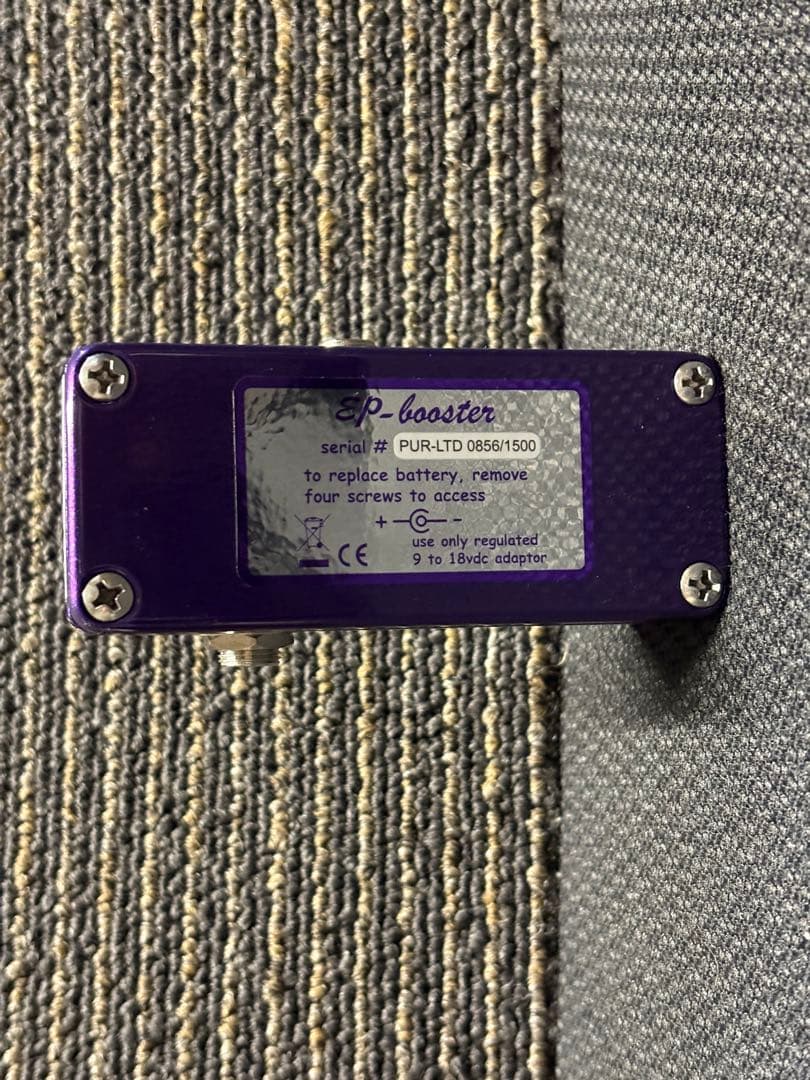 EP-booster
serial # PUR-LTD 0856/1500
to replace battery, remove
four screws to access
+ -
use only regulated
9 to 18vdc adaptor
CE